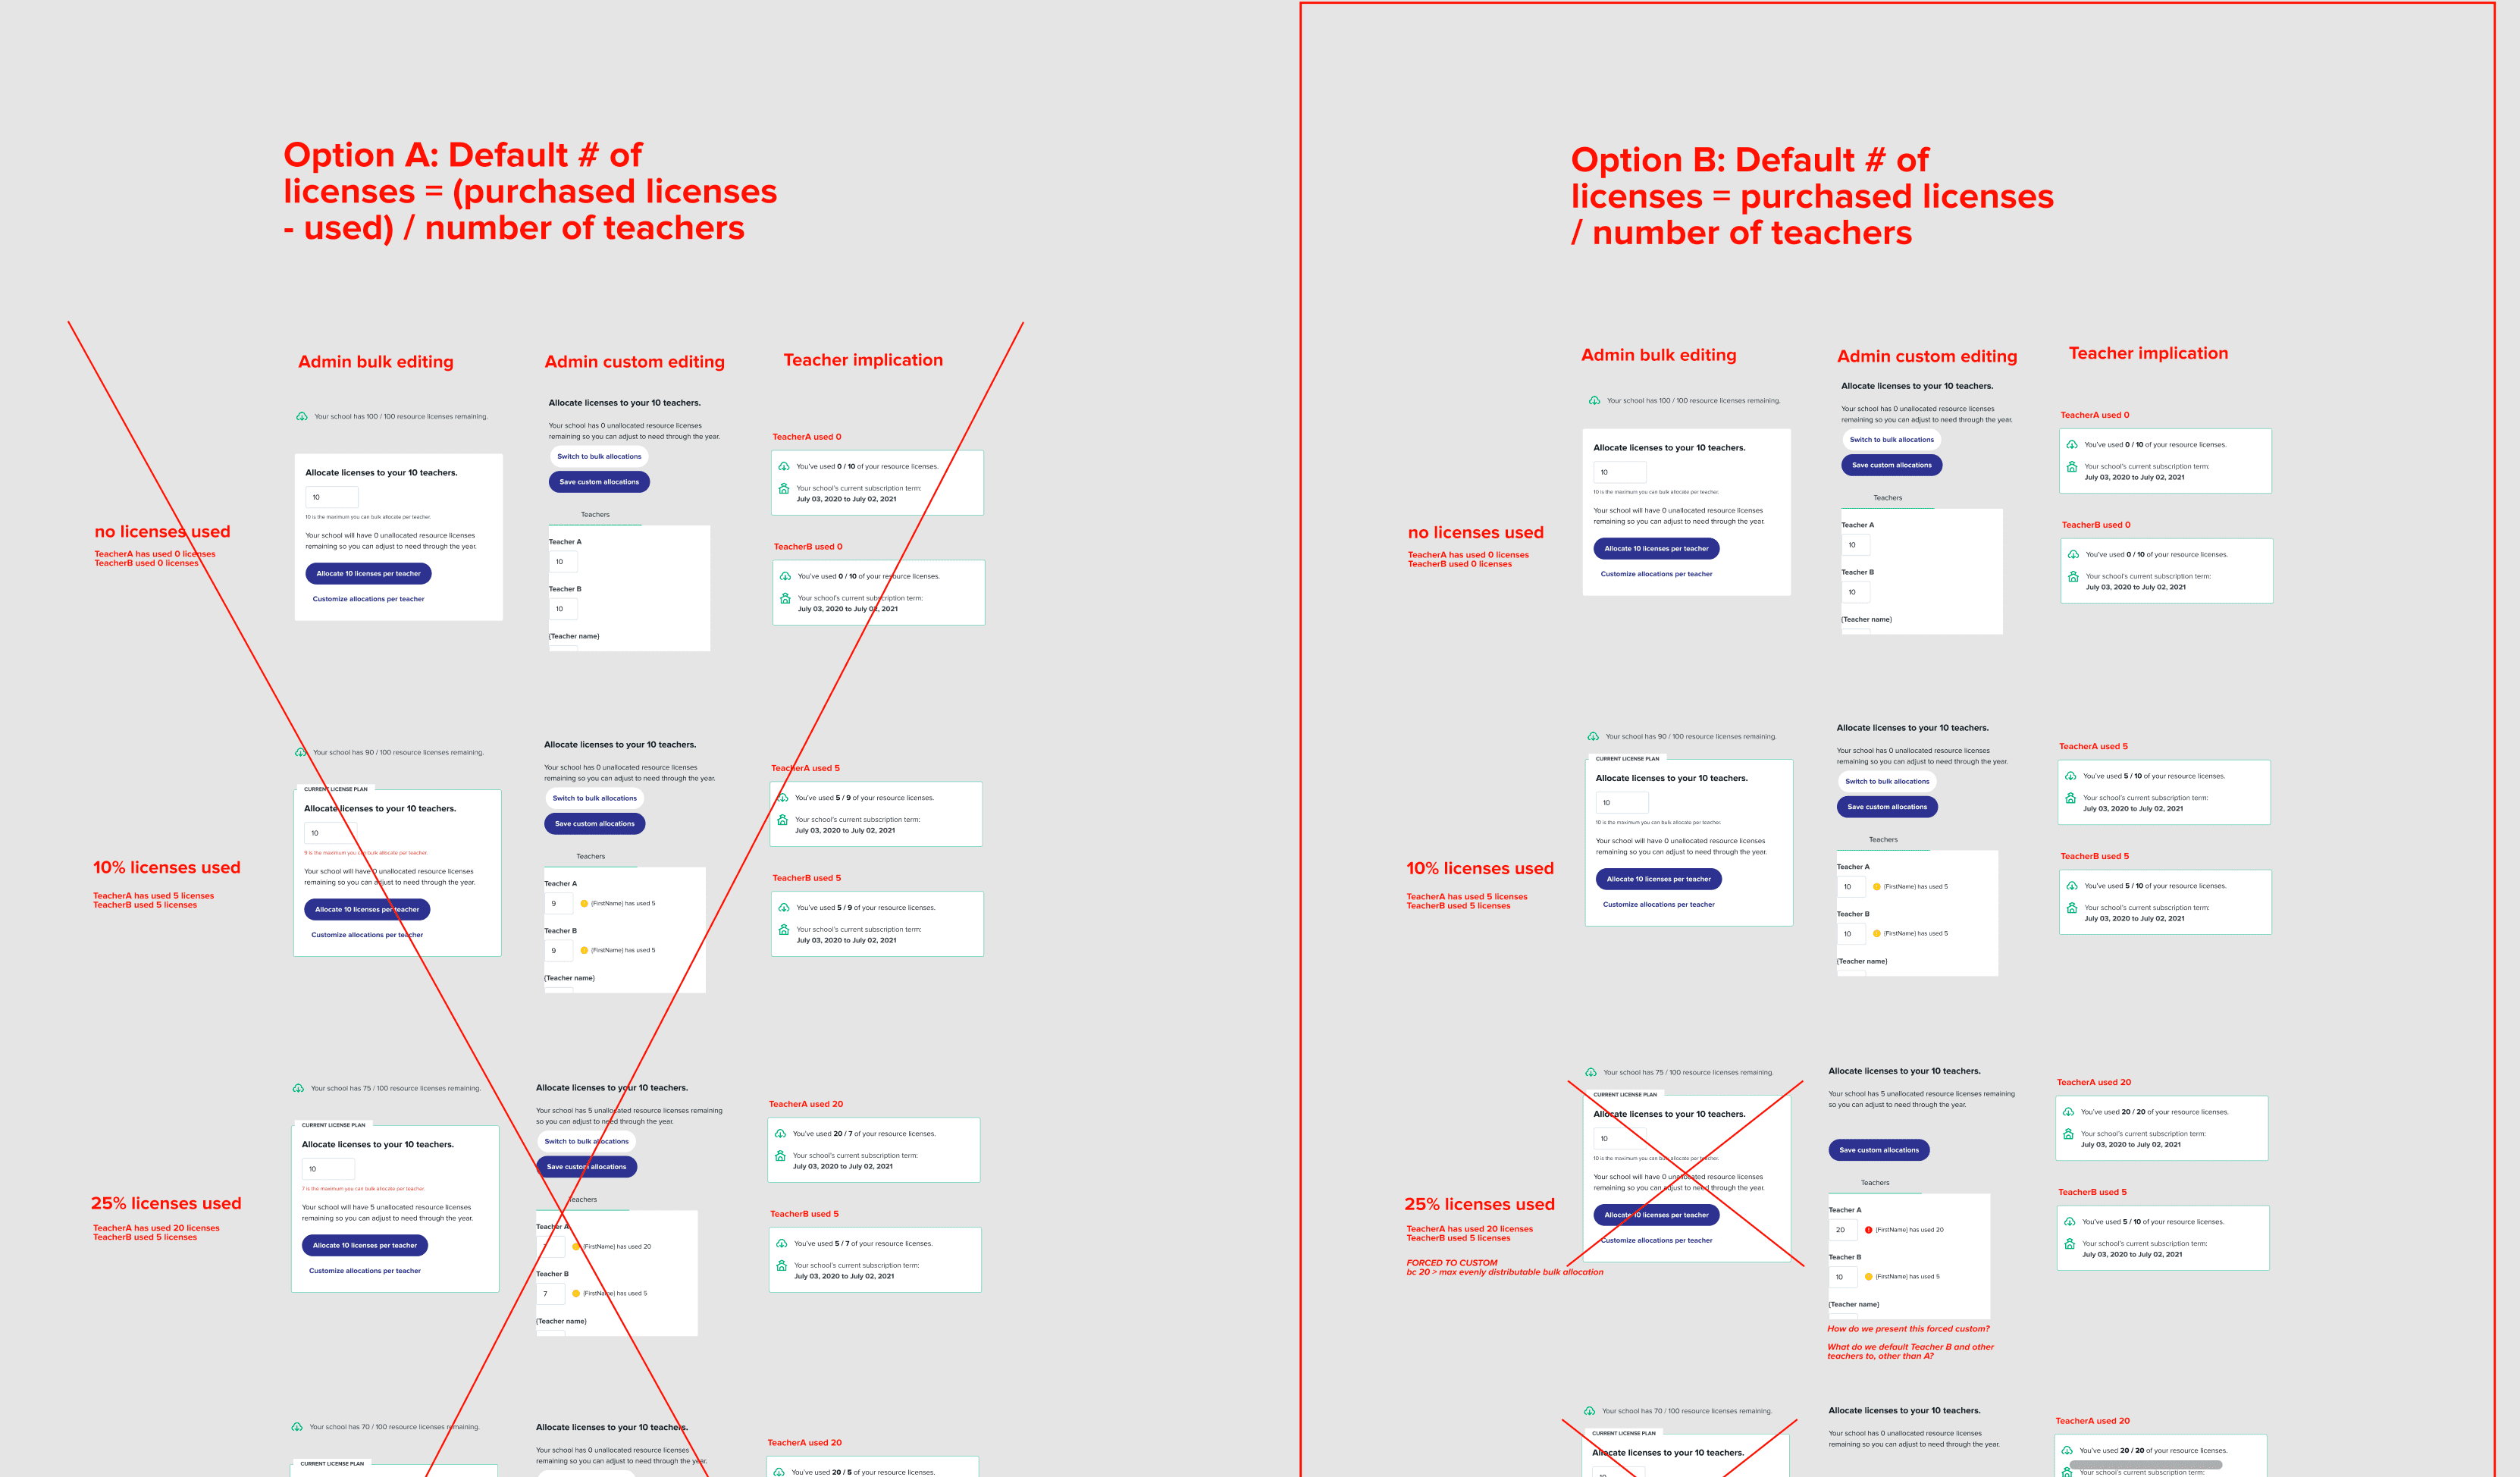 Option A: Default # of
licenses = (purchased licenses
- used) / number of teachers
Admin bulk editing
Admin custom editing
Teacher implication
no licenses used
TeacherA has used 0 licenses
TeacherB used 0 licenses
Your school has 100 / 100 resource licenses remaining.
Allocate licenses to your 10 teachers.
10
10 is the maximum you can bulk allocate per teacher.
Your school will have 0 unallocated resource licenses
remaining so you can adjust to need through the year.
Allocate 10 licenses per teacher
Customize allocations per teacher
Allocate licenses to your 10 teachers.
Your school has 0 unallocated resource licenses
remaining so you can adjust to need through the year.
Switch to bulk allocations
Save custom allocations
Teachers
Teacher A
10
Teacher B
10
{Teacher name}
TeacherA used 0
You've used 0 / 10 of your resource licenses.
Your school's current subscription term:
July 03, 2020 to July 02, 2021
TeacherB used 0
You've used 0 / 10 of your resource licenses.
Your school's current subscription term:
July 03, 2020 to July 02, 2021
10% licenses used
TeacherA has used 5 licenses
TeacherB used 5 licenses
Your school has 90 / 100 resource licenses remaining.
CURRENT LICENSE PLAN
Allocate licenses to your 10 teachers.
10
9 is the maximum you can bulk allocate per teacher.
Your school will have 0 unallocated resource licenses
remaining so you can adjust to need through the year.
Allocate 10 licenses per teacher
Customize allocations per teacher
Allocate licenses to your 10 teachers.
Your school has 0 unallocated resource licenses
remaining so you can adjust to need through the year.
Switch to bulk allocations
Save custom allocations
Teachers
Teacher A
9
{FirstName} has used 5
Teacher B
9
{FirstName} has used 5
{Teacher name}
TeacherA used 5
You've used 5 / 9 of your resource licenses.
Your school's current subscription term:
July 03, 2020 to July 02, 2021
TeacherB used 5
You've used 5 / 9 of your resource licenses.
Your school's current subscription term:
July 03, 2020 to July 02, 2021
25% licenses used
TeacherA has used 20 licenses
TeacherB used 5 licenses
Your school has 75 / 100 resource licenses remaining.
CURRENT LICENSE PLAN
Allocate licenses to your 10 teachers.
10
7 is the maximum you can bulk allocate per teacher.
Your school will have 5 unallocated resource licenses
remaining so you can adjust to need through the year.
Allocate 10 licenses per teacher
Customize allocations per teacher
Allocate licenses to your 10 teachers.
Your school has 5 unallocated resource licenses remaining
so you can adjust to need through the year.
Switch to bulk allocations
Save custom allocations
Teachers
Teacher A
{FirstName} has used 20
Teacher B
7
{FirstName} has used 5
{Teacher name}
TeacherA used 20
You've used 20 / 7 of your resource licenses.
Your school's current subscription term:
July 03, 2020 to July 02, 2021
TeacherB used 5
You've used 5 / 7 of your resource licenses.
Your school's current subscription term:
July 03, 2020 to July 02, 2021
Your school has 70 / 100 resource licenses remaining.
CURRENT LICENSE PLAN
Allocate licenses to your 10 teachers.
Your school has 0 unallocated resource licenses
remaining so you can adjust to need through the year.
TeacherA used 20
You've used 20 / 5 of your resource licenses.
Option B: Default # of
licenses = purchased licenses
/ number of teachers
Admin bulk editing
Admin custom editing
Teacher implication
no licenses used
TeacherA has used 0 licenses
TeacherB used 0 licenses
Your school has 100 / 100 resource licenses remaining.
Allocate licenses to your 10 teachers.
10
10 is the maximum you can bulk allocate per teacher.
Your school will have 0 unallocated resource licenses
remaining so you can adjust to need through the year.
Allocate 10 licenses per teacher
Customize allocations per teacher
Allocate licenses to your 10 teachers.
Your school has 0 unallocated resource licenses
remaining so you can adjust to need through the year.
Switch to bulk allocations
Save custom allocations
Teachers
Teacher A
10
Teacher B
10
{Teacher name}
TeacherA used 0
You've used 0 / 10 of your resource licenses.
Your school's current subscription term:
July 03, 2020 to July 02, 2021
TeacherB used 0
You've used 0 / 10 of your resource licenses.
Your school's current subscription term:
July 03, 2020 to July 02, 2021
10% licenses used
TeacherA has used 5 licenses
TeacherB used 5 licenses
Your school has 90 / 100 resource licenses remaining.
CURRENT LICENSE PLAN
Allocate licenses to your 10 teachers.
10
10 is the maximum you can bulk allocate per teacher.
Your school will have 0 unallocated resource licenses
remaining so you can adjust to need through the year.
Allocate 10 licenses per teacher
Customize allocations per teacher
Allocate licenses to your 10 teachers.
Your school has 0 unallocated resource licenses
remaining so you can adjust to need through the year.
Switch to bulk allocations
Save custom allocations
Teachers
Teacher A
10
{FirstName} has used 5
Teacher B
10
{FirstName} has used 5
{Teacher name}
TeacherA used 5
You've used 5 / 10 of your resource licenses.
Your school's current subscription term:
July 03, 2020 to July 02, 2021
TeacherB used 5
You've used 5 / 10 of your resource licenses.
Your school's current subscription term:
July 03, 2020 to July 02, 2021
25% licenses used
TeacherA has used 20 licenses
TeacherB used 5 licenses
FORCED TO CUSTOM
bc 20 > max evenly distributable bulk allocation
Your school has 75 / 100 resource licenses remaining.
CURRENT LICENSE PLAN
Allocate licenses to your 10 teachers.
10
10 is the maximum you can bulk allocate per teacher.
Your school will have 0 unallocated resource licenses
remaining so you can adjust to need through the year.
Allocate 10 licenses per teacher
Customize allocations per teacher
Allocate licenses to your 10 teachers.
Your school has 5 unallocated resource licenses remaining
so you can adjust to need through the year.
Save custom allocations
Teachers
Teacher A
20
{FirstName} has used 20
Teacher B
10
{FirstName} has used 5
{Teacher name}
How do we present this forced custom?
What do we default Teacher B and other
teachers to, other than A?
TeacherA used 20
You've used 20 / 20 of your resource licenses.
Your school's current subscription term:
July 03, 2020 to July 02, 2021
TeacherB used 5
You've used 5 / 10 of your resource licenses.
Your school's current subscription term:
July 03, 2020 to July 02, 2021
Your school has 70 / 100 resource licenses remaining.
CURRENT LICENSE PLAN
Allocate licenses to your 10 teachers.
Allocate licenses to your 10 teachers.
Your school has 0 unallocated resource licenses
remaining so you can adjust to need through the year.
TeacherA used 20
You've used 20 / 20 of your resource licenses.
Your school's current subscription term: